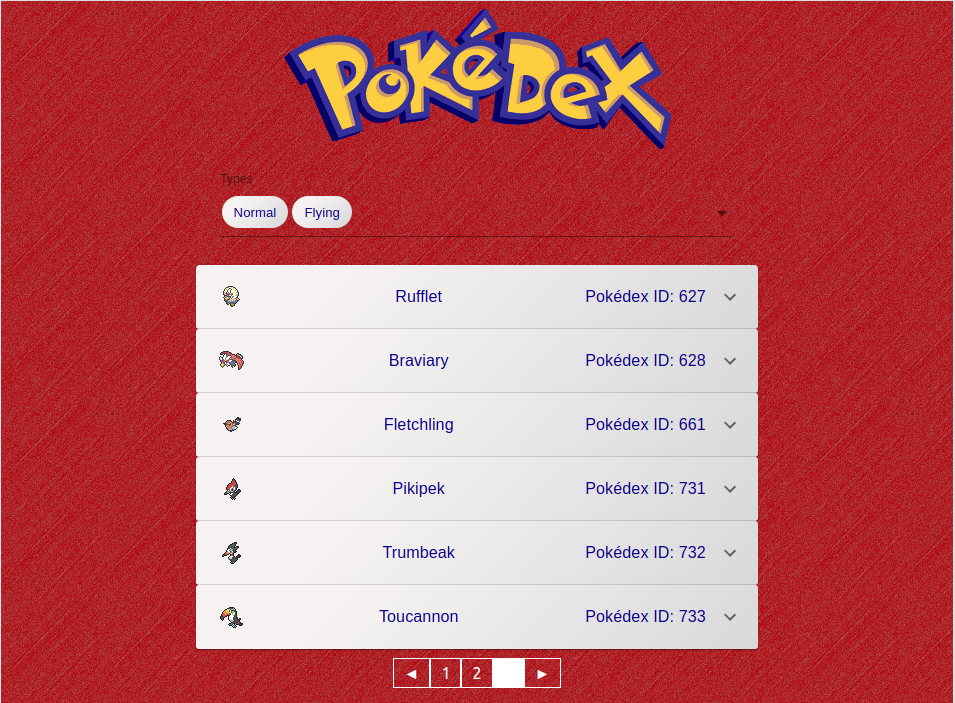 PoKéDex
Types
Normal Flying
Rufflet Pokédex ID: 627
Braviary Pokédex ID: 628
Fletchling Pokédex ID: 661
Pikipek Pokédex ID: 731
Trumbeak Pokédex ID: 732
Toucannon Pokédex ID: 733
◄ 1 2 ►